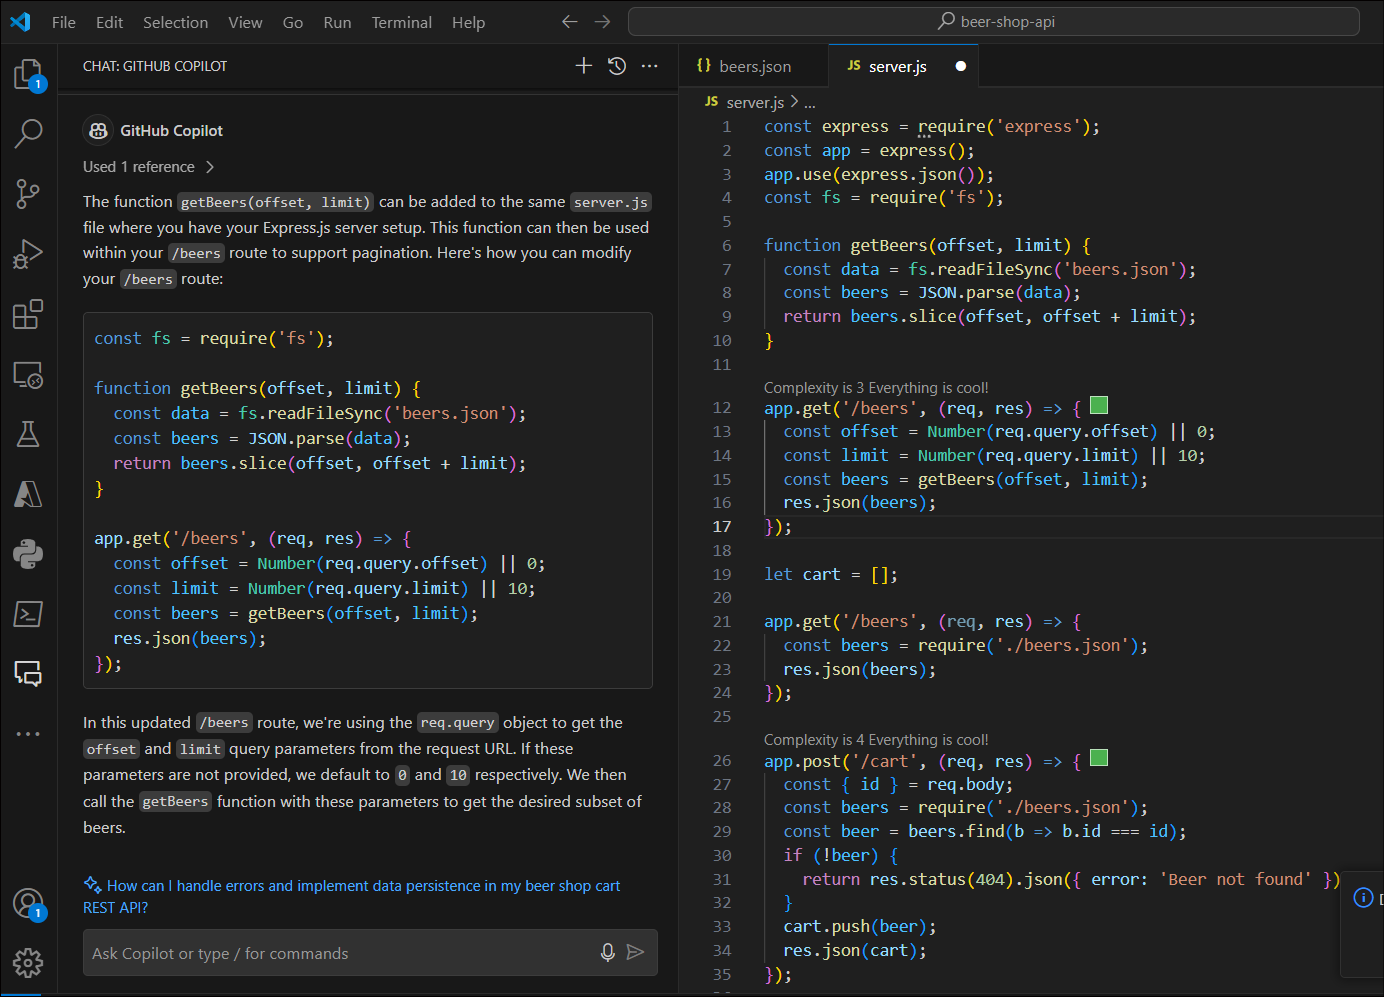 File Edit Selection View Go Run Terminal Help
beer-shop-api
1
CHAT: GITHUB COPILOT
GitHub Copilot
Used 1 reference
The function getBeers(offset, limit) can be added to the same server.js
file where you have your Express.js server setup. This function can then be used
within your /beers route to support pagination. Here's how you can modify
your /beers route:
const fs = require('fs');
function getBeers(offset, limit) {
  const data = fs.readFileSync('beers.json');
  const beers = JSON.parse(data);
  return beers.slice(offset, offset + limit);
}
app.get('/beers', (req, res) => {
  const offset = Number(req.query.offset) || 0;
  const limit = Number(req.query.limit) || 10;
  const beers = getBeers(offset, limit);
  res.json(beers);
});
In this updated /beers route, we're using the req.query object to get the
offset and limit query parameters from the request URL. If these
parameters are not provided, we default to 0 and 10 respectively. We then
call the getBeers function with these parameters to get the desired subset of
beers.
How can I handle errors and implement data persistence in my beer shop cart
REST API?
Ask Copilot or type / for commands
1
{} beers.json
JS server.js
JS server.js > ...
1 const express = require('express');
2 const app = express();
3 app.use(express.json());
4 const fs = require('fs');
5
6 function getBeers(offset, limit) {
7   const data = fs.readFileSync('beers.json');
8   const beers = JSON.parse(data);
9   return beers.slice(offset, offset + limit);
10 }
11
Complexity is 3 Everything is cool!
12 app.get('/beers', (req, res) => {
13   const offset = Number(req.query.offset) || 0;
14   const limit = Number(req.query.limit) || 10;
15   const beers = getBeers(offset, limit);
16   res.json(beers);
17 });
18
19 let cart = [];
20
21 app.get('/beers', (req, res) => {
22   const beers = require('./beers.json');
23   res.json(beers);
24 });
25
Complexity is 4 Everything is cool!
26 app.post('/cart', (req, res) => {
27   const { id } = req.body;
28   const beers = require('./beers.json');
29   const beer = beers.find(b => b.id === id);
30   if (!beer) {
31     return res.status(404).json({ error: 'Beer not found' })
32   }
33   cart.push(beer);
34   res.json(cart);
35 });